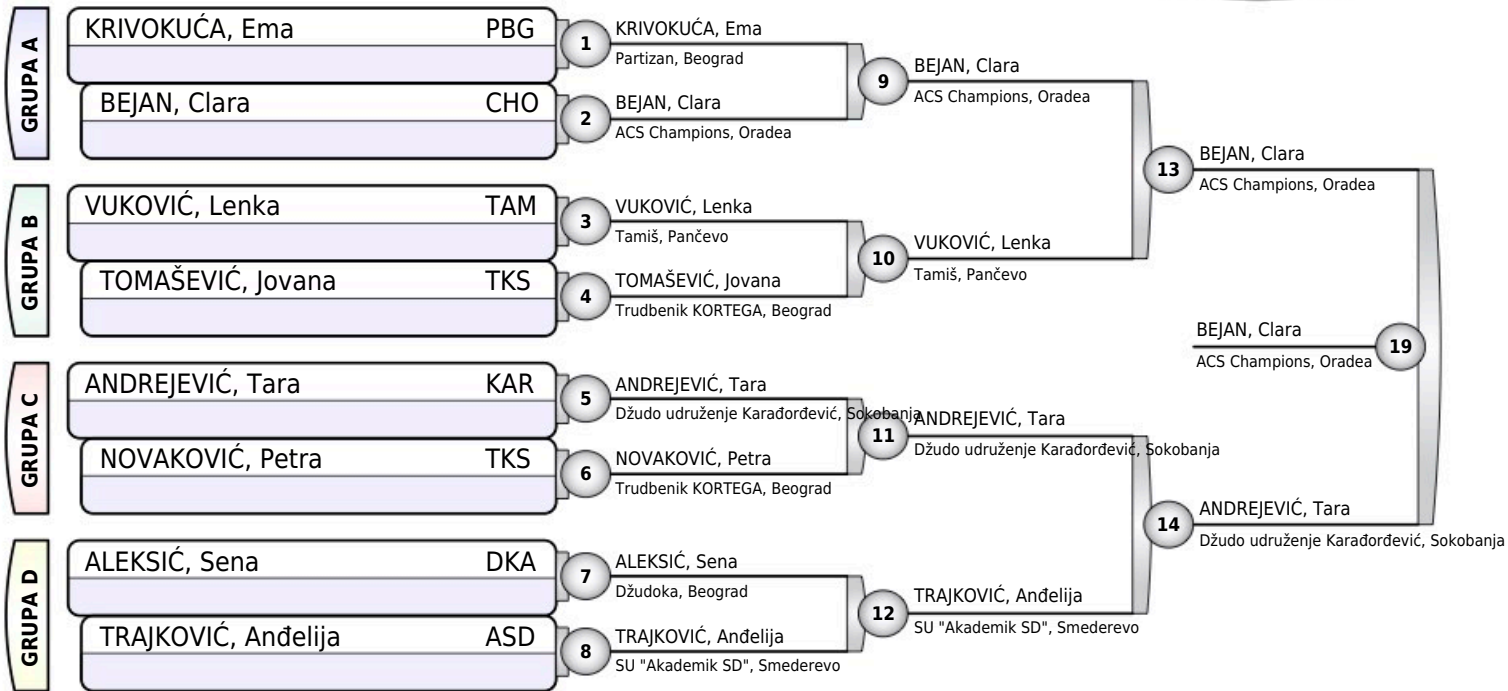 GRUPA A
KRIVOKUĆA, Ema PBG
BEJAN, Clara CHO
GRUPA B
VUKOVIĆ, Lenka TAM
TOMAŠEVIĆ, Jovana TKS
GRUPA C
ANDREJEVIĆ, Tara KAR
NOVAKOVIĆ, Petra TKS
GRUPA D
ALEKSIĆ, Sena DKA
TRAJKOVIĆ, Anđelija ASD
1
KRIVOKUĆA, Ema
Partizan, Beograd
2
BEJAN, Clara
ACS Champions, Oradea
3
VUKOVIĆ, Lenka
Tamiš, Pančevo
4
TOMAŠEVIĆ, Jovana
Trudbenik KORTEGA, Beograd
5
ANDREJEVIĆ, Tara
Džudo udruženje Karađorđević, Sokobanja
6
NOVAKOVIĆ, Petra
Trudbenik KORTEGA, Beograd
7
ALEKSIĆ, Sena
Džudoka, Beograd
8
TRAJKOVIĆ, Anđelija
SU "Akademik SD", Smederevo
9
BEJAN, Clara
ACS Champions, Oradea
10
VUKOVIĆ, Lenka
Tamiš, Pančevo
11
ANDREJEVIĆ, Tara
Džudo udruženje Karađorđević, Sokobanja
12
TRAJKOVIĆ, Anđelija
SU "Akademik SD", Smederevo
13
BEJAN, Clara
ACS Champions, Oradea
14
ANDREJEVIĆ, Tara
Džudo udruženje Karađorđević, Sokobanja
BEJAN, Clara
ACS Champions, Oradea
19